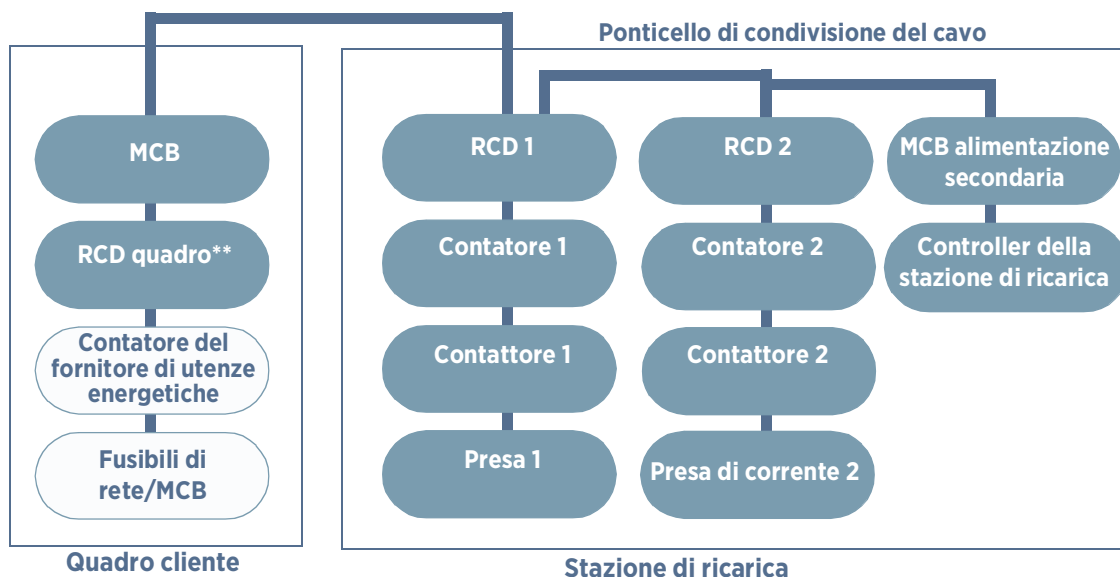 Ponticello di condivisione del cavo
MCB
RCD quadro**
Contatore del
fornitore di utenze
energetiche
Fusibili di
rete/MCB
Quadro cliente
RCD 1
Contatore 1
Contattore 1
Presa 1
RCD 2
Contatore 2
Contattore 2
Presa di corrente 2
MCB alimentazione
secondaria
Controller della
stazione di ricarica
Stazione di ricarica